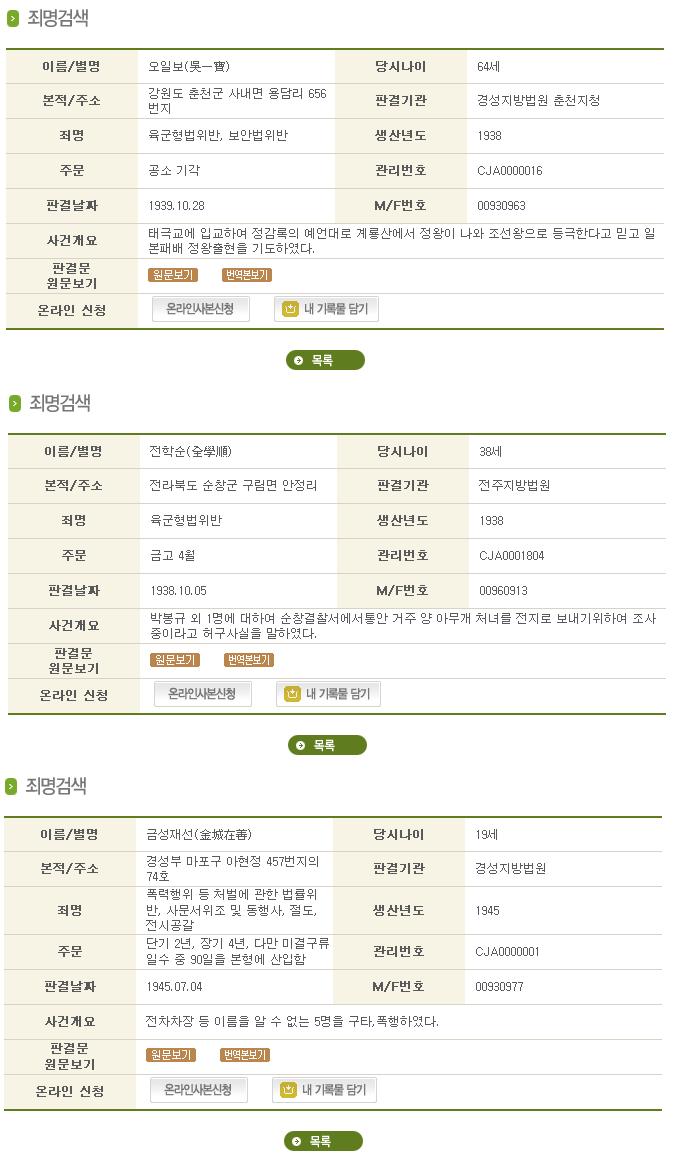 죄명검색
이름/별명 오일보(吳一寶) 당시나이 64세
본적/주소 강원도 춘천군 사내면 용담리 656
번지 판결기관 경성지방법원 춘천지청
죄명 육군형법위반, 보안법위반 생산년도 1938
주문 공소 기각 관리번호 CJA0000016
판결날짜 1939.10.28 M/F번호 00930963
사건개요 태극교에 입교하여 정감록의 예언대로 계룡산에서 정왕이 나와 조선왕으로 등극한다고 믿고 일
본패배 정왕출현을 기도하였다.
판결문
원문보기 원문보기 번역본보기
온라인 신청 온라인사본신청 내 기록물 담기
목록
죄명검색
이름/별명 전학순(全學順) 당시나이 38세
본적/주소 전라북도 순창군 구림면 안정리 판결기관 전주지방법원
죄명 육군형법위반 생산년도 1938
주문 금고 4월 관리번호 CJA0001804
판결날짜 1938.10.05 M/F번호 00960913
사건개요 박봉규 외 1명에 대하여 순창결찰서에서통안 거주 양 아무개 처녀를 전지로 보내기위하여 조사
중이라고 허구사실을 말하였다.
판결문
원문보기 원문보기 번역본보기
온라인 신청 온라인사본신청 내 기록물 담기
목록
죄명검색
이름/별명 금성재선(金城在善) 당시나이 19세
본적/주소 경성부 마포구 아현정 457번지의
74호 판결기관 경성지방법원
죄명 폭력행위 등 처벌에 관한 법률위
반, 사문서위조 및 동행사, 절도,
전시공갈 생산년도 1945
주문 단기 2년, 장기 4년, 다만 미결구류
일수 중 90일을 본형에 산입함 관리번호 CJA0000001
판결날짜 1945.07.04 M/F번호 00930977
사건개요 전차차장 등 이름을 알 수 없는 5명을 구타,폭행하였다.
판결문
원문보기 원문보기 번역본보기
온라인 신청 온라인사본신청 내 기록물 담기
목록